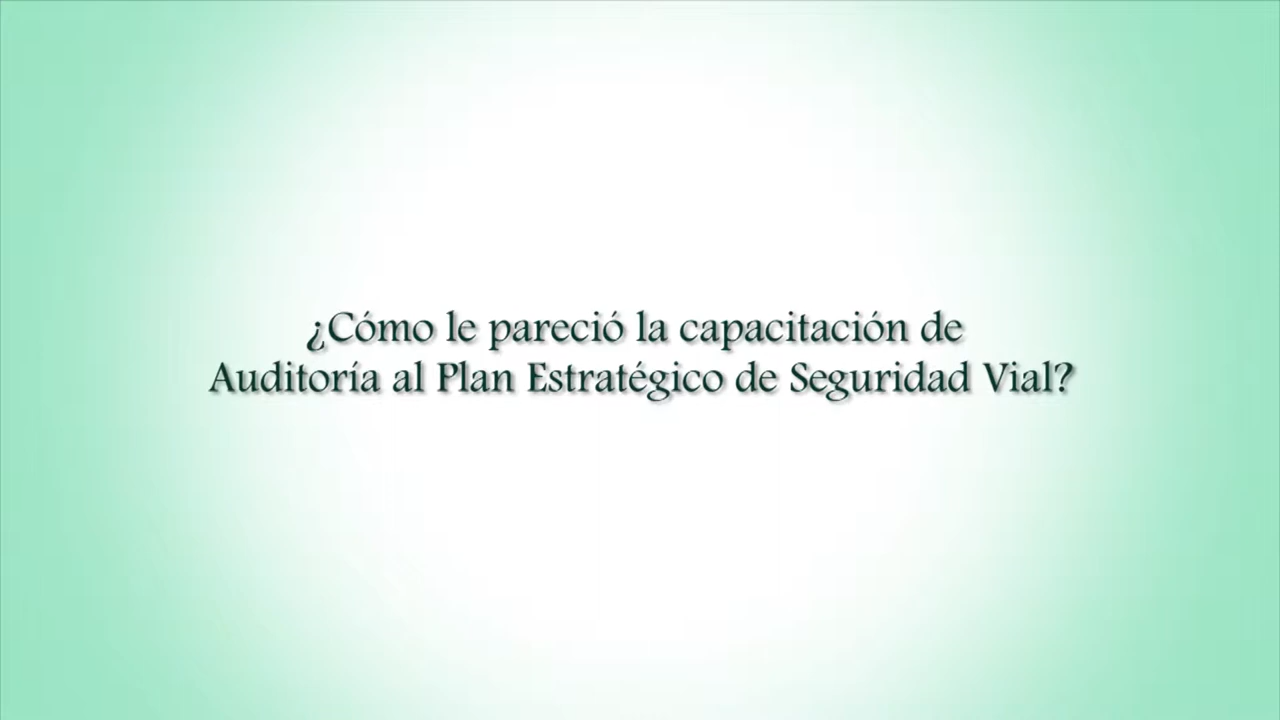 ¿Cómo le pareció la capacitación de
Auditoría al Plan Estratégico de Seguridad Vial?